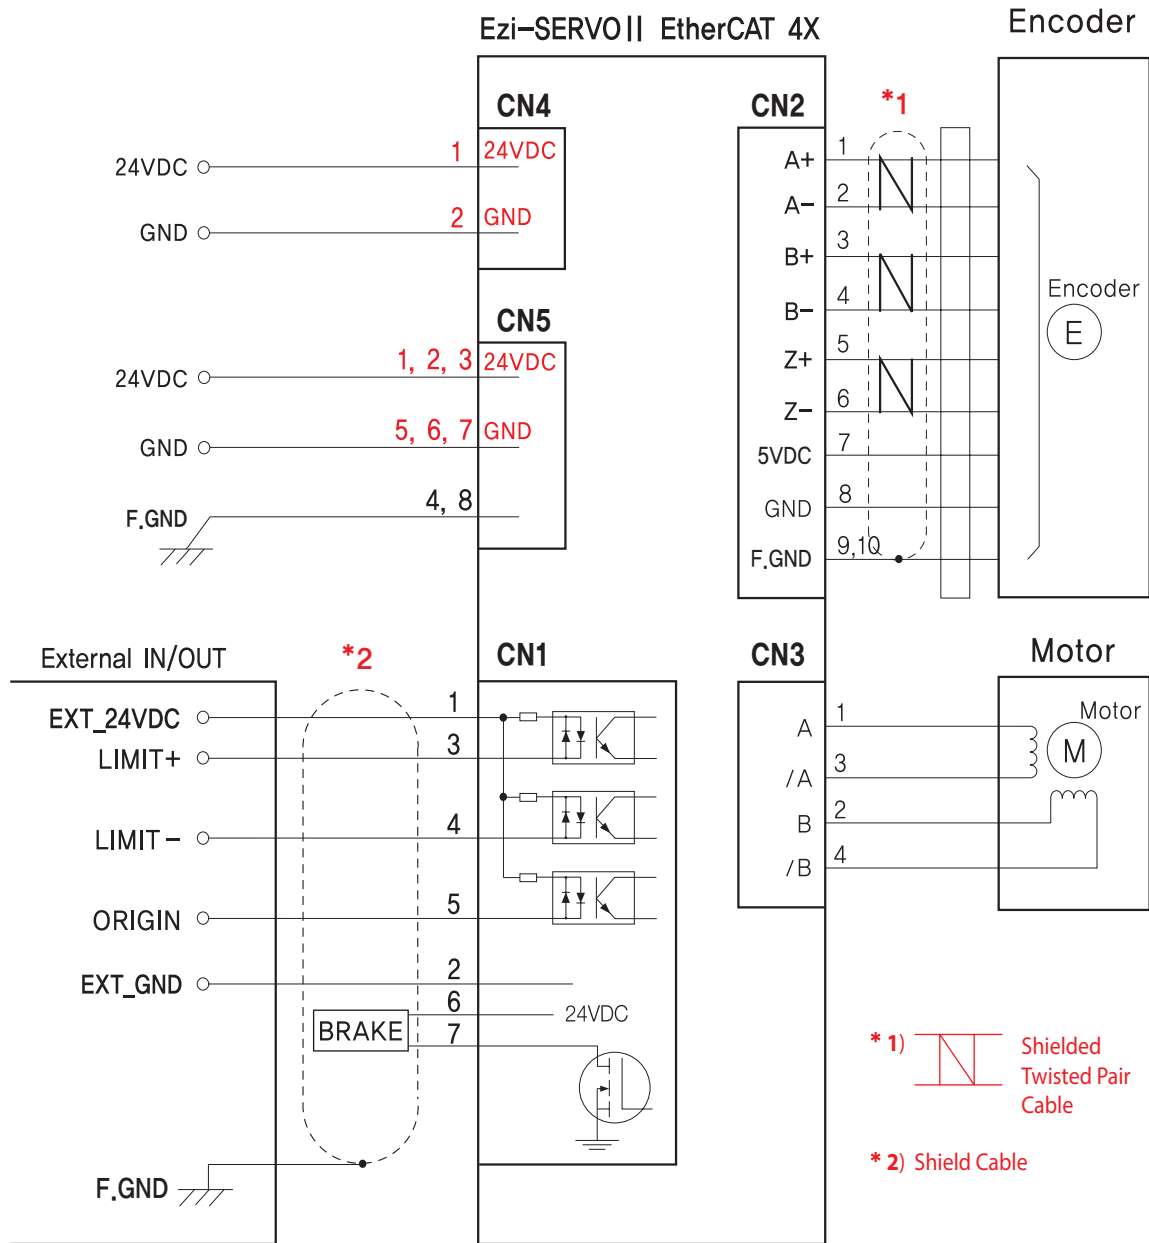 Ezi-SERVOII EtherCAT 4X
Encoder
CN4
24VDC 1 24VDC
GND 2 GND
CN5
24VDC 1, 2, 3 24VDC
GND 5, 6, 7 GND
F.GND 4, 8
CN2 *1
A+ 1
A− 2
B+ 3
B− 4
Z+ 5
Z− 6
5VDC 7
GND 8
F.GND 9,10
Encoder
E
External IN/OUT *2 CN1
EXT_24VDC 1
LIMIT+ 3
LIMIT− 4
ORIGIN 5
EXT_GND 2
6 24VDC
BRAKE 7
F.GND
CN3 Motor
A 1
/A 3
B 2
/B 4
Motor
M
* 1) Shielded
Twisted Pair
Cable
* 2) Shield Cable